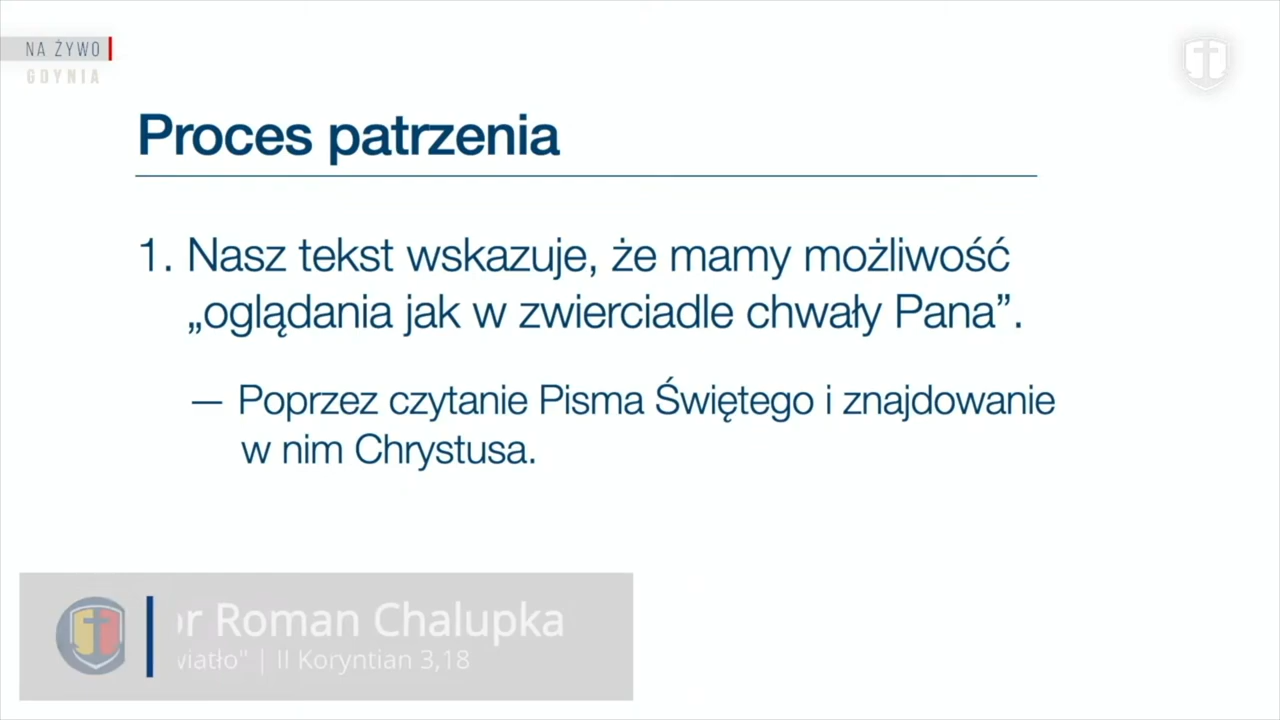 NA ŻYWO
GDYNIA
Proces patrzenia
1. Nasz tekst wskazuje, że mamy możliwość
„oglądania jak w zwierciadle chwały Pana”.
— Poprzez czytanie Pisma Świętego i znajdowanie
w nim Chrystusa.
Roman Chalupka
| II Koryntian 3,18